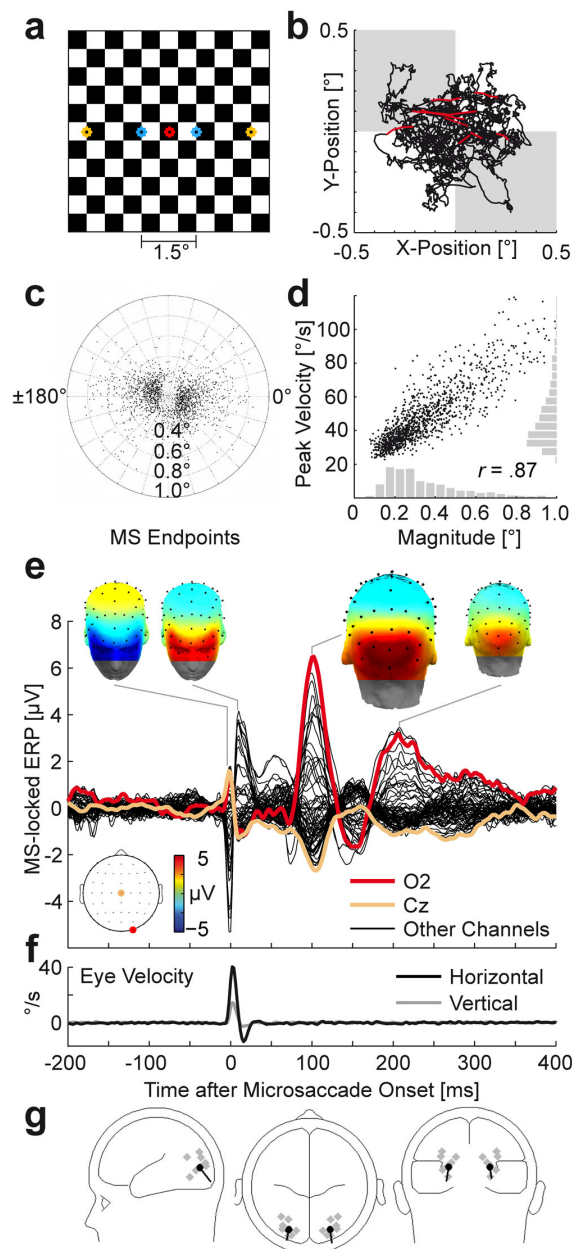 a
1.5°
b
0.5
Y-Position [°]
-0.5
-0.5
X-Position [°]
0.5
c
±180°
0°
0.4°
0.6°
0.8°
1.0°
MS Endpoints
d
Peak Velocity [°/s]
100
80
60
40
20
r = .87
0
0.2
0.4
0.6
0.8
1.0
Magnitude [°]
e
MS-locked ERP [µV]
8
6
4
2
0
-2
-4
5
µV
−5
O2
Cz
Other Channels
f
Eye Velocity
°/s
40
0
Horizontal
Vertical
-200
-100
0
100
200
300
400
Time after Microsaccade Onset [ms]
g